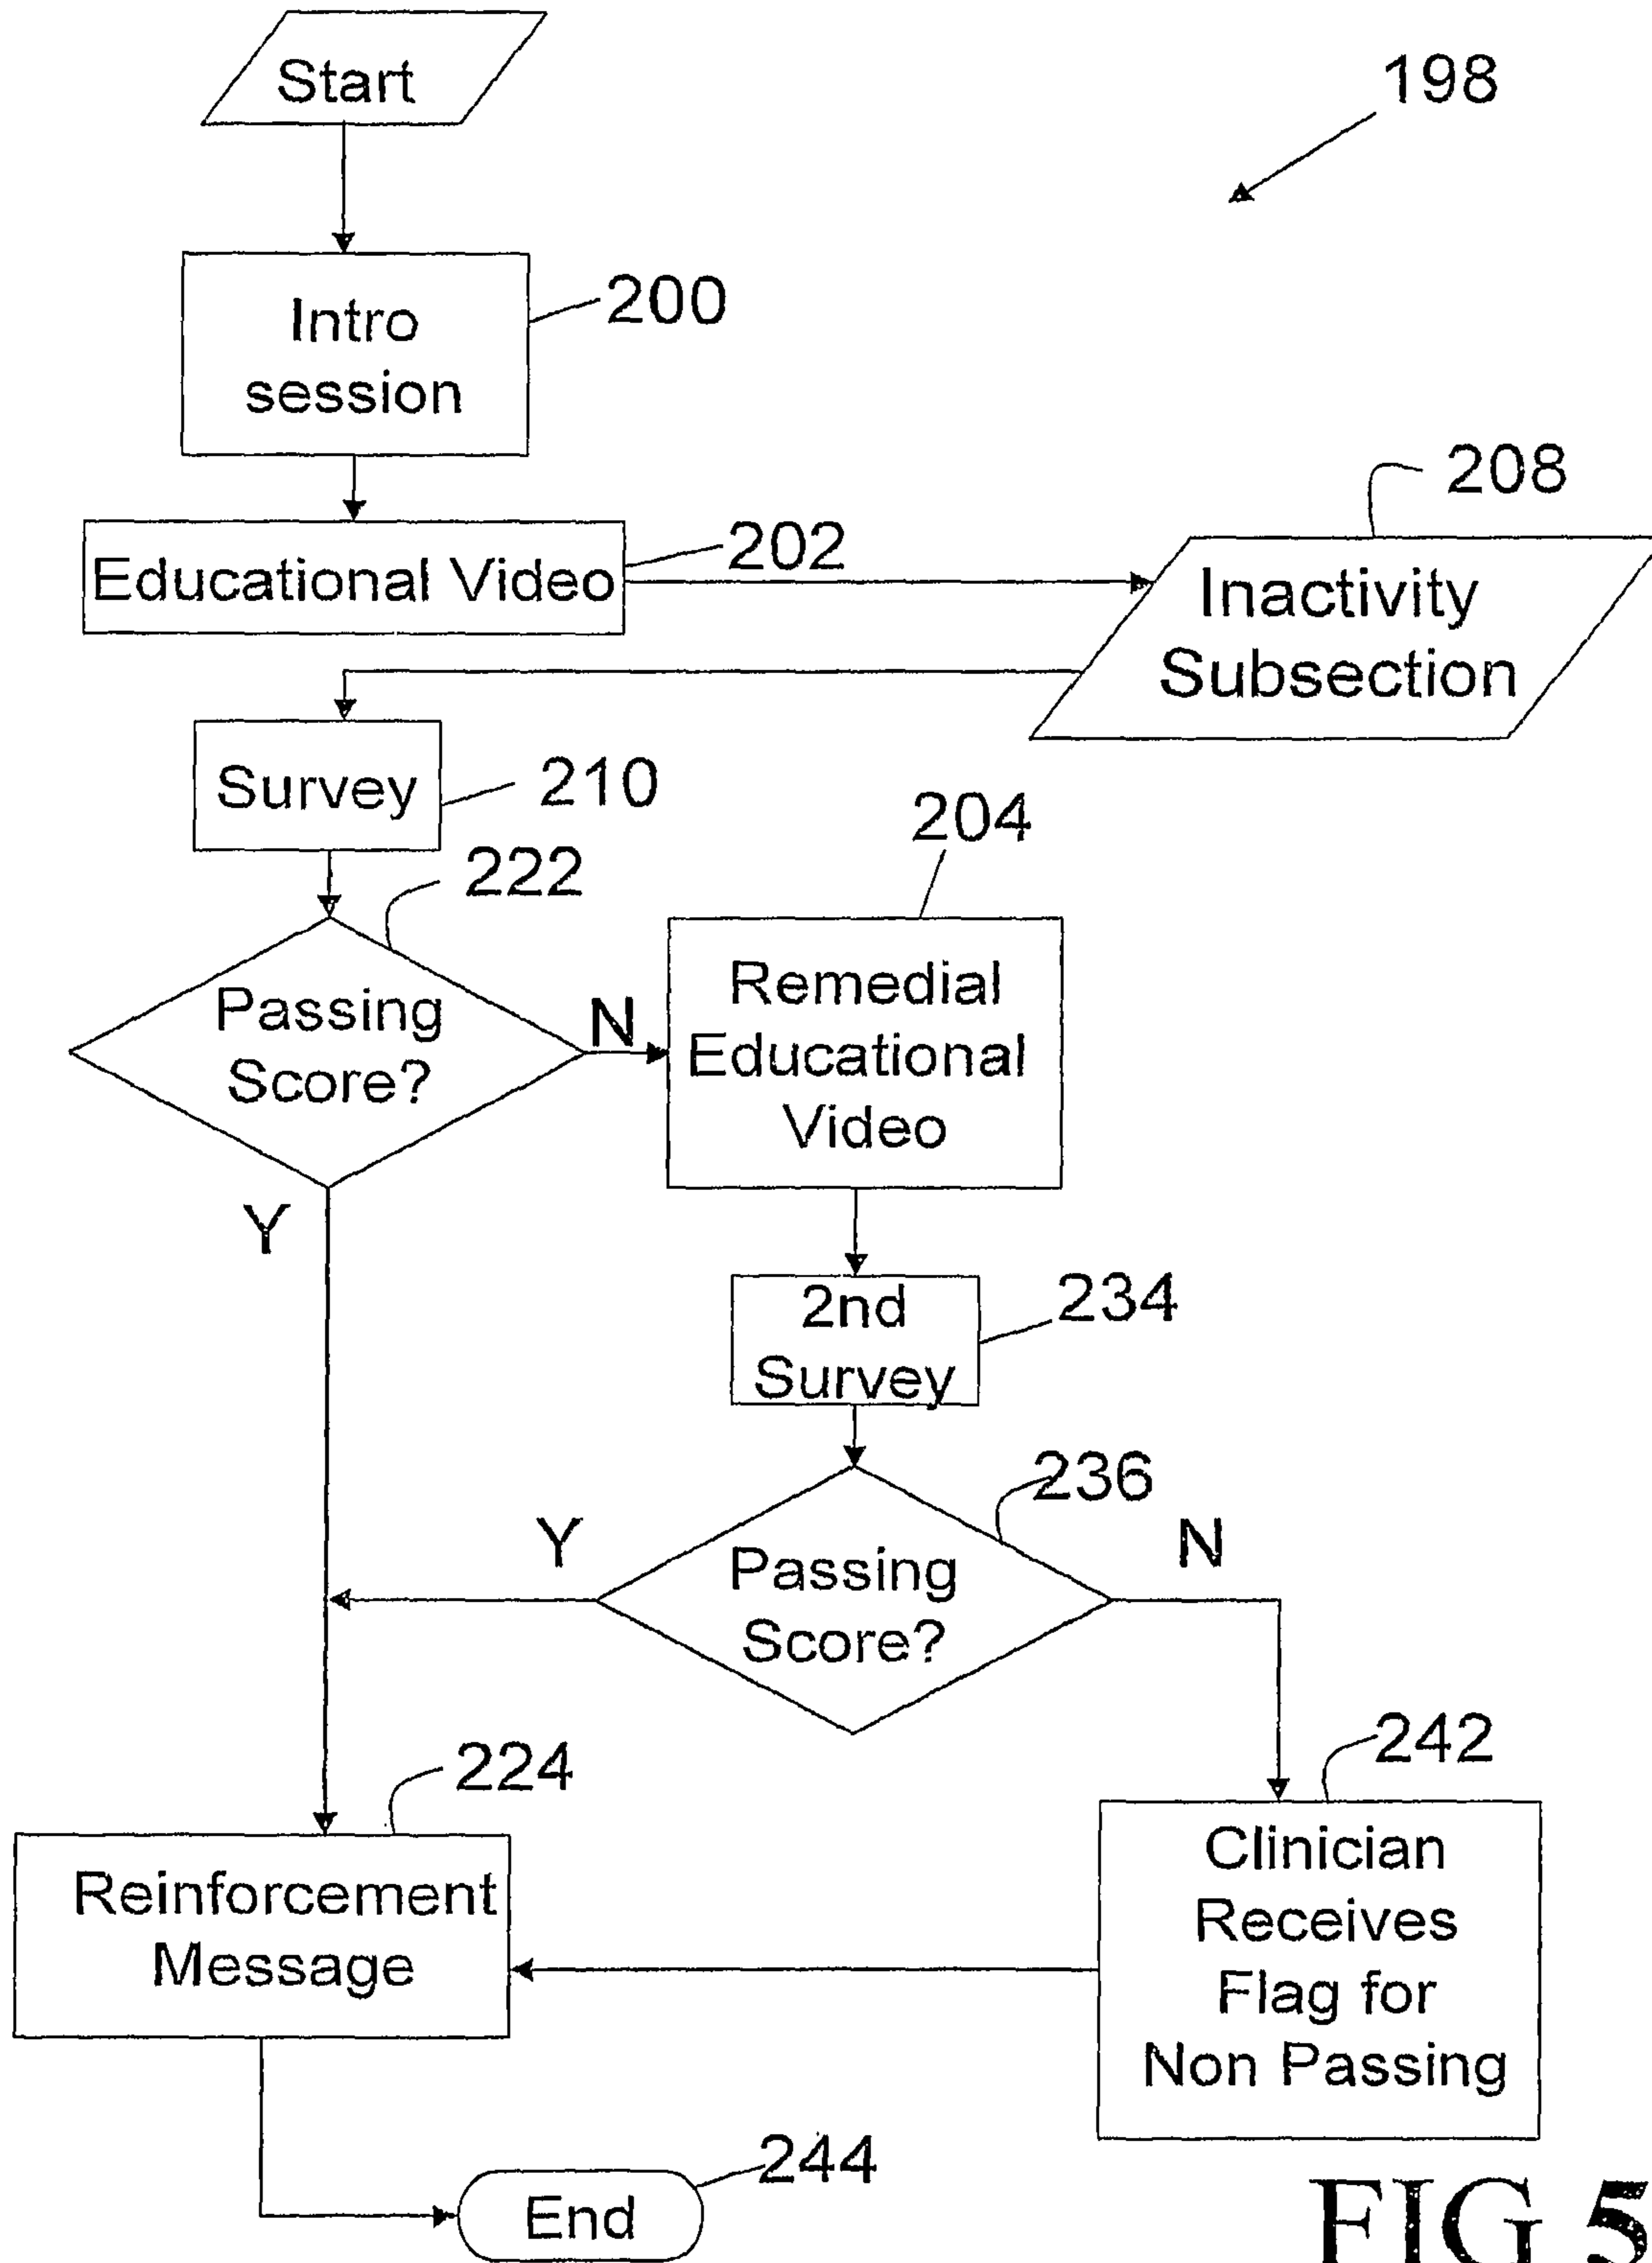 Start
198
Intro
session
200
208
Educational Video
202
Inactivity
Subsection
Survey
210
204
222
Passing
Score?
N
Remedial
Educational
Video
Y
2nd
Survey
234
236
Y
Passing
Score?
N
242
224
Reinforcement
Message
Clinician
Receives
Flag for
Non Passing
244
End
FIG 5